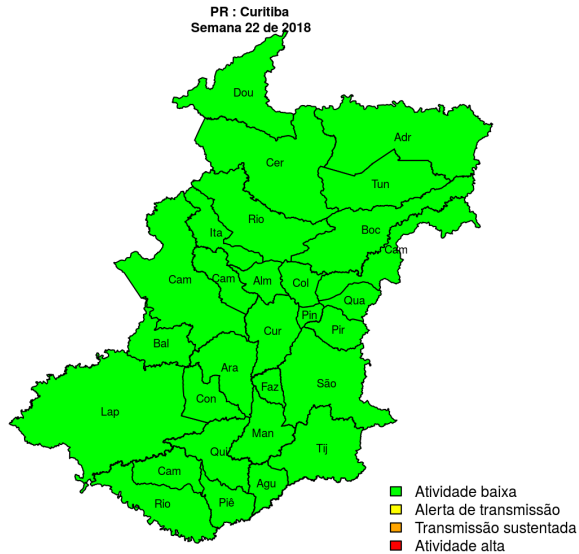 PR : Curitiba
Semana 22 de 2018
Dou
Adr
Cer
Tun
Rio
Ita
Boc
Cam
Cam
Cam
Alm
Col
Qua
Pin
Cur
Pir
Bal
Ara
Faz
São
Con
Lap
Man
Qui
Tij
Cam
Agu
Rio
Piê
Atividade baixa
Alerta de transmissão
Transmissão sustentada
Atividade alta